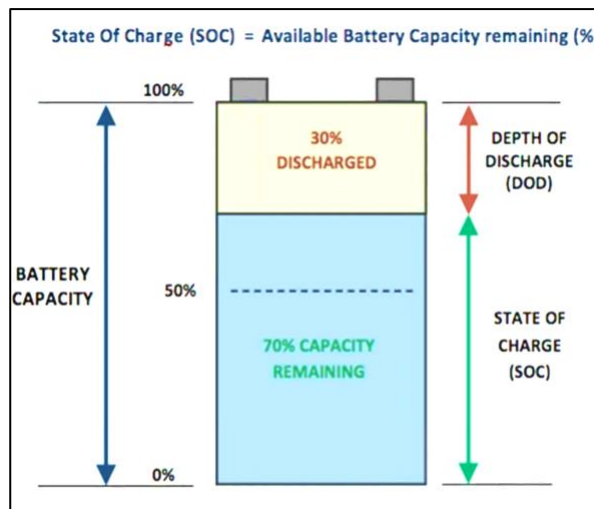 State Of Charge (SOC) = Available Battery Capacity remaining (%
100%
30%
DISCHARGED
DEPTH OF
DISCHARGE
(DOD)
BATTERY
CAPACITY
50%
70% CAPACITY
REMAINING
STATE OF
CHARGE
(SOC)
0%